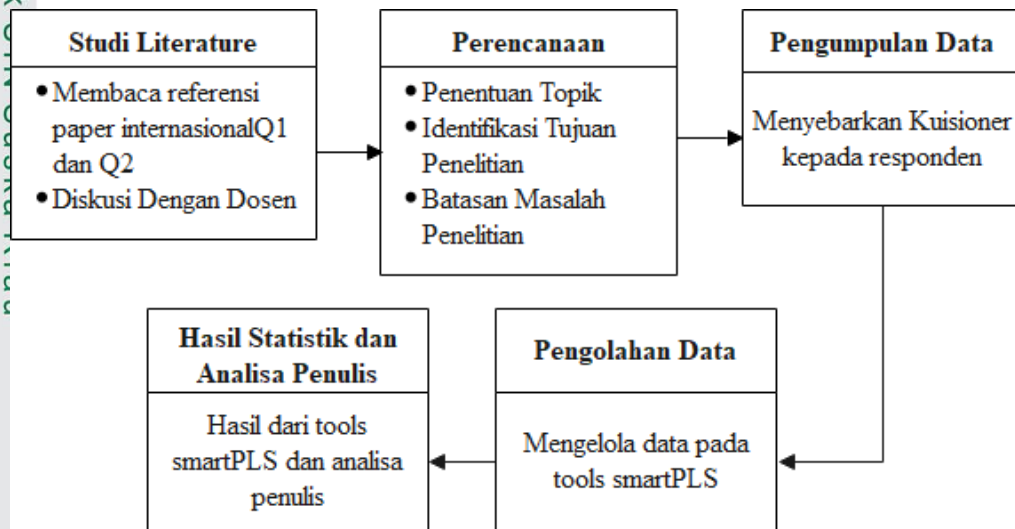 Studi Literature
• Membaca referensi
paper internasionalQ1
dan Q2
• Diskusi Dengan Dosen
Perencanaan
• Penentuan Topik
• Identifikasi Tujuan
Penelitian
• Batasan Masalah
Penelitian
Pengumpulan Data
Menyebarkan Kuisioner
kepada responden
Pengolahan Data
Mengelola data pada
tools smartPLS
Hasil Statistik dan
Analisa Penulis
Hasil dari tools
smartPLS dan analisa
penulis